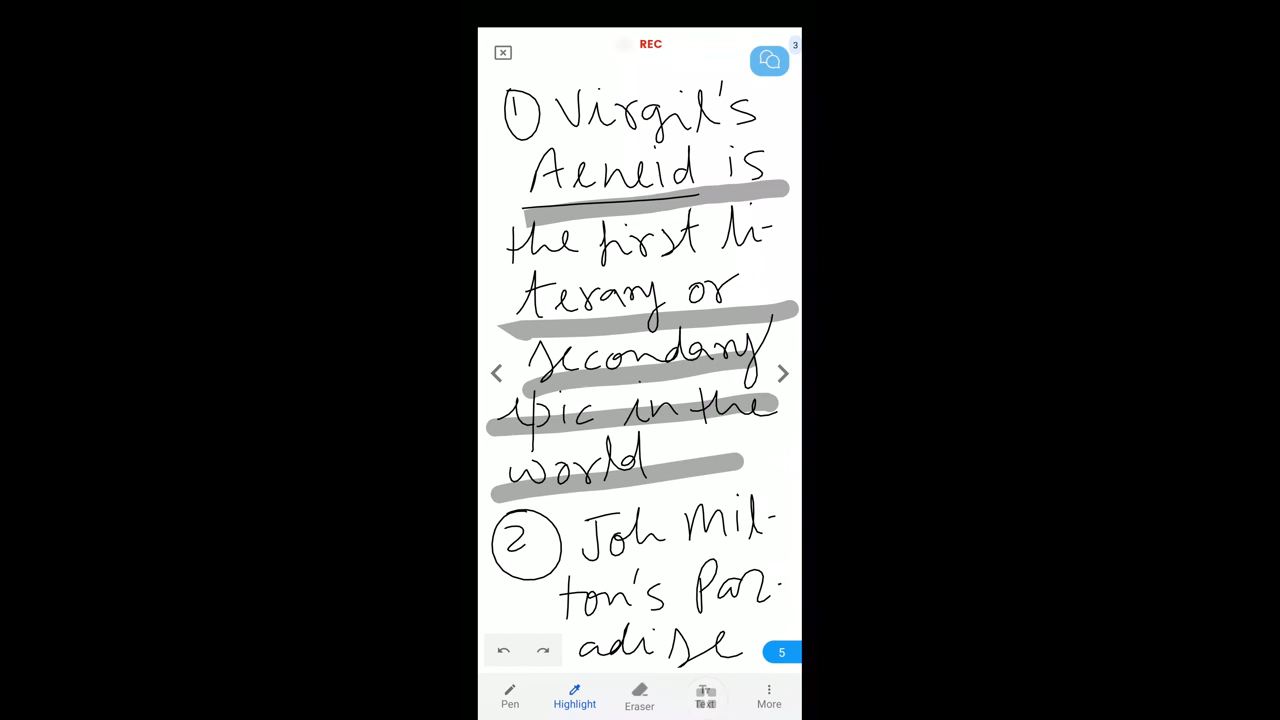 REC
3
① Virgil's
Aeneid is
the first li-
terary or
secondary
epic in the
world
② Joh Mil-
ton's Par-
adise
5
Pen
Highlight
Eraser
Text
More